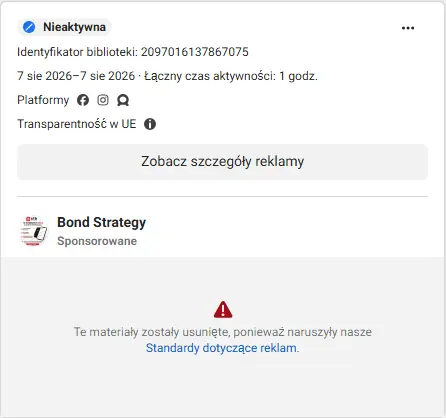 Nieaktywna
Identyfikator biblioteki: 2097016137867075
7 sie 2026–7 sie 2026 · Łączny czas aktywności: 1 godz.
Platformy
Transparentność w UE
Zobacz szczegóły reklamy
Bond Strategy
Sponsorowane
Te materiały zostały usunięte, ponieważ naruszyły nasze
Standardy dotyczące reklam.